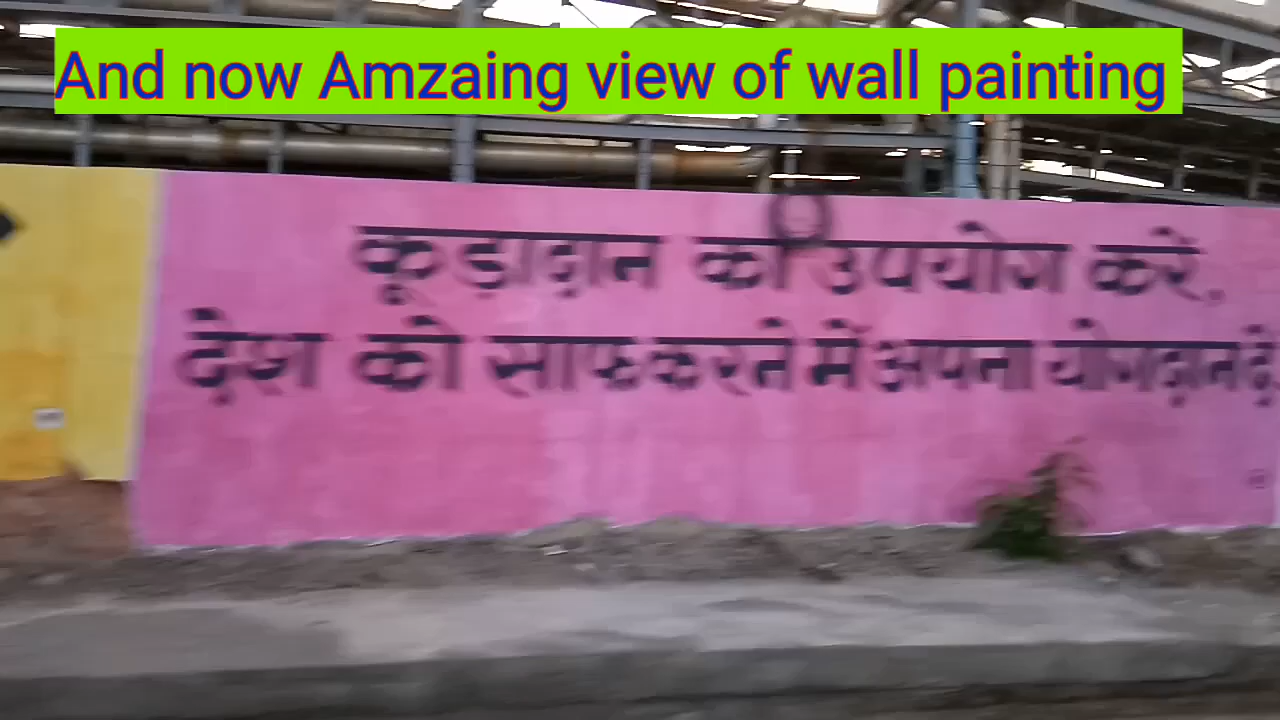 And now Amzaing view of wall painting
कूड़ादान का उपयोग करें.
देश को साफ करने में अपना योगदान दें